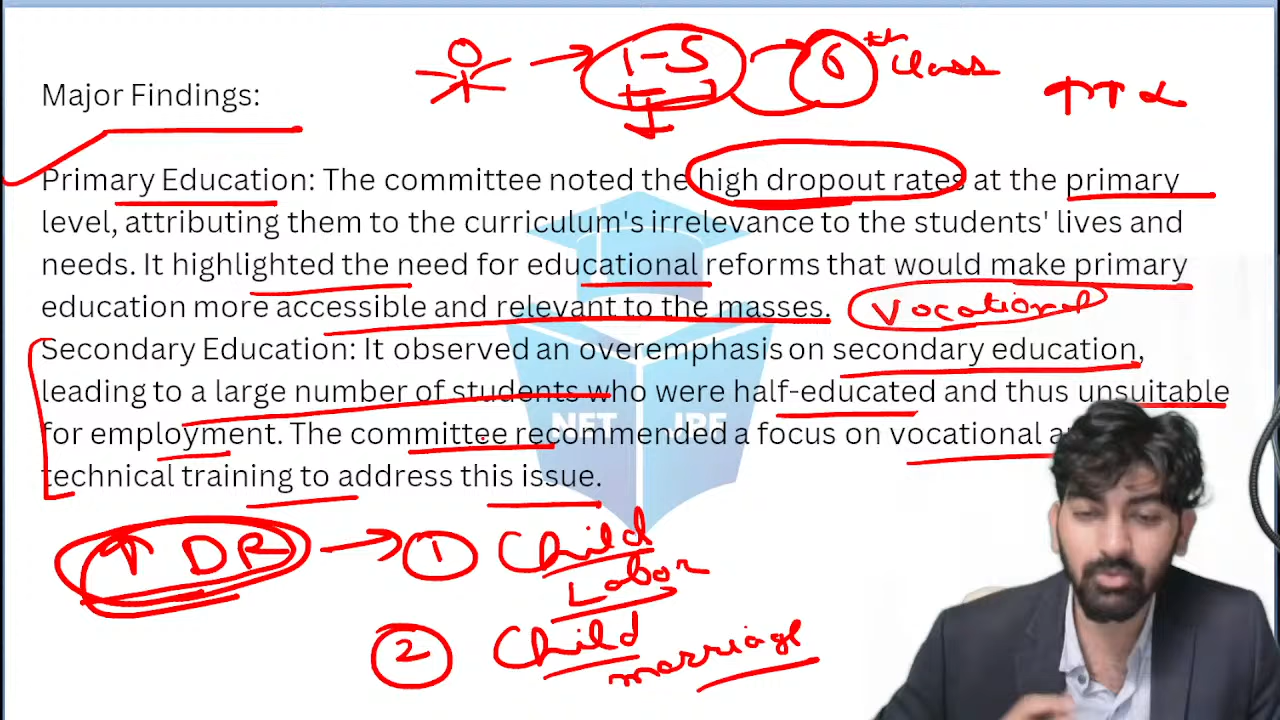 1-5
6th class
↑↑ α
Major Findings:
Primary Education: The committee noted the high dropout rates at the primary
level, attributing them to the curriculum's irrelevance to the students' lives and
needs. It highlighted the need for educational reforms that would make primary
education more accessible and relevant to the masses. Vocational
Secondary Education: It observed an overemphasis on secondary education,
leading to a large number of students who were half-educated and thus unsuitable
for employment. The committee recommended a focus on vocational
technical training to address this issue.
NET JRF
↑ DR → 1 Child
Labor
2 Child
marriage